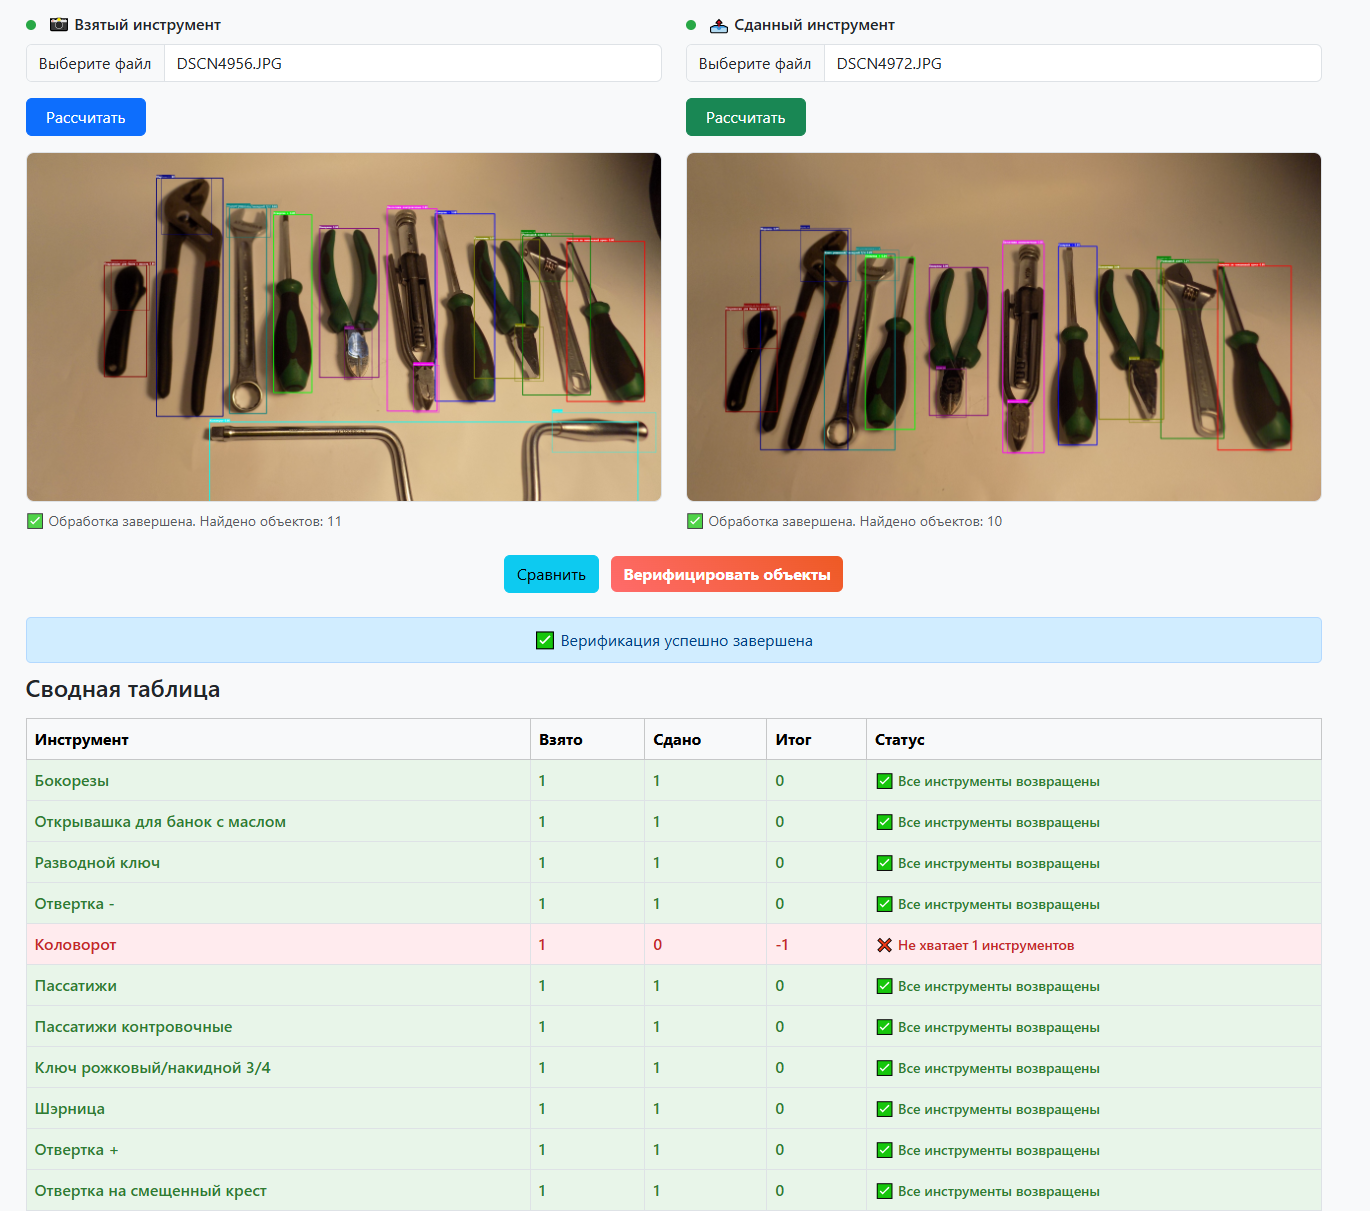 Взятый инструмент
Выберите файл DSCN4956.JPG
Рассчитать
Обработка завершена. Найдено объектов: 11
Сданный инструмент
Выберите файл DSCN4972.JPG
Рассчитать
Обработка завершена. Найдено объектов: 10
Сравнить Верифицировать объекты
Верификация успешно завершена
Сводная таблица
Инструмент Взято Сдано Итог Статус
Бокорезы 1 1 0 Все инструменты возвращены
Открывашка для банок с маслом 1 1 0 Все инструменты возвращены
Разводной ключ 1 1 0 Все инструменты возвращены
Отвертка - 1 1 0 Все инструменты возвращены
Коловорот 1 0 -1 Не хватает 1 инструментов
Пассатижи 1 1 0 Все инструменты возвращены
Пассатижи контровочные 1 1 0 Все инструменты возвращены
Ключ рожковый/накидной 3/4 1 1 0 Все инструменты возвращены
Шэрница 1 1 0 Все инструменты возвращены
Отвертка + 1 1 0 Все инструменты возвращены
Отвертка на смещенный крест 1 1 0 Все инструменты возвращены